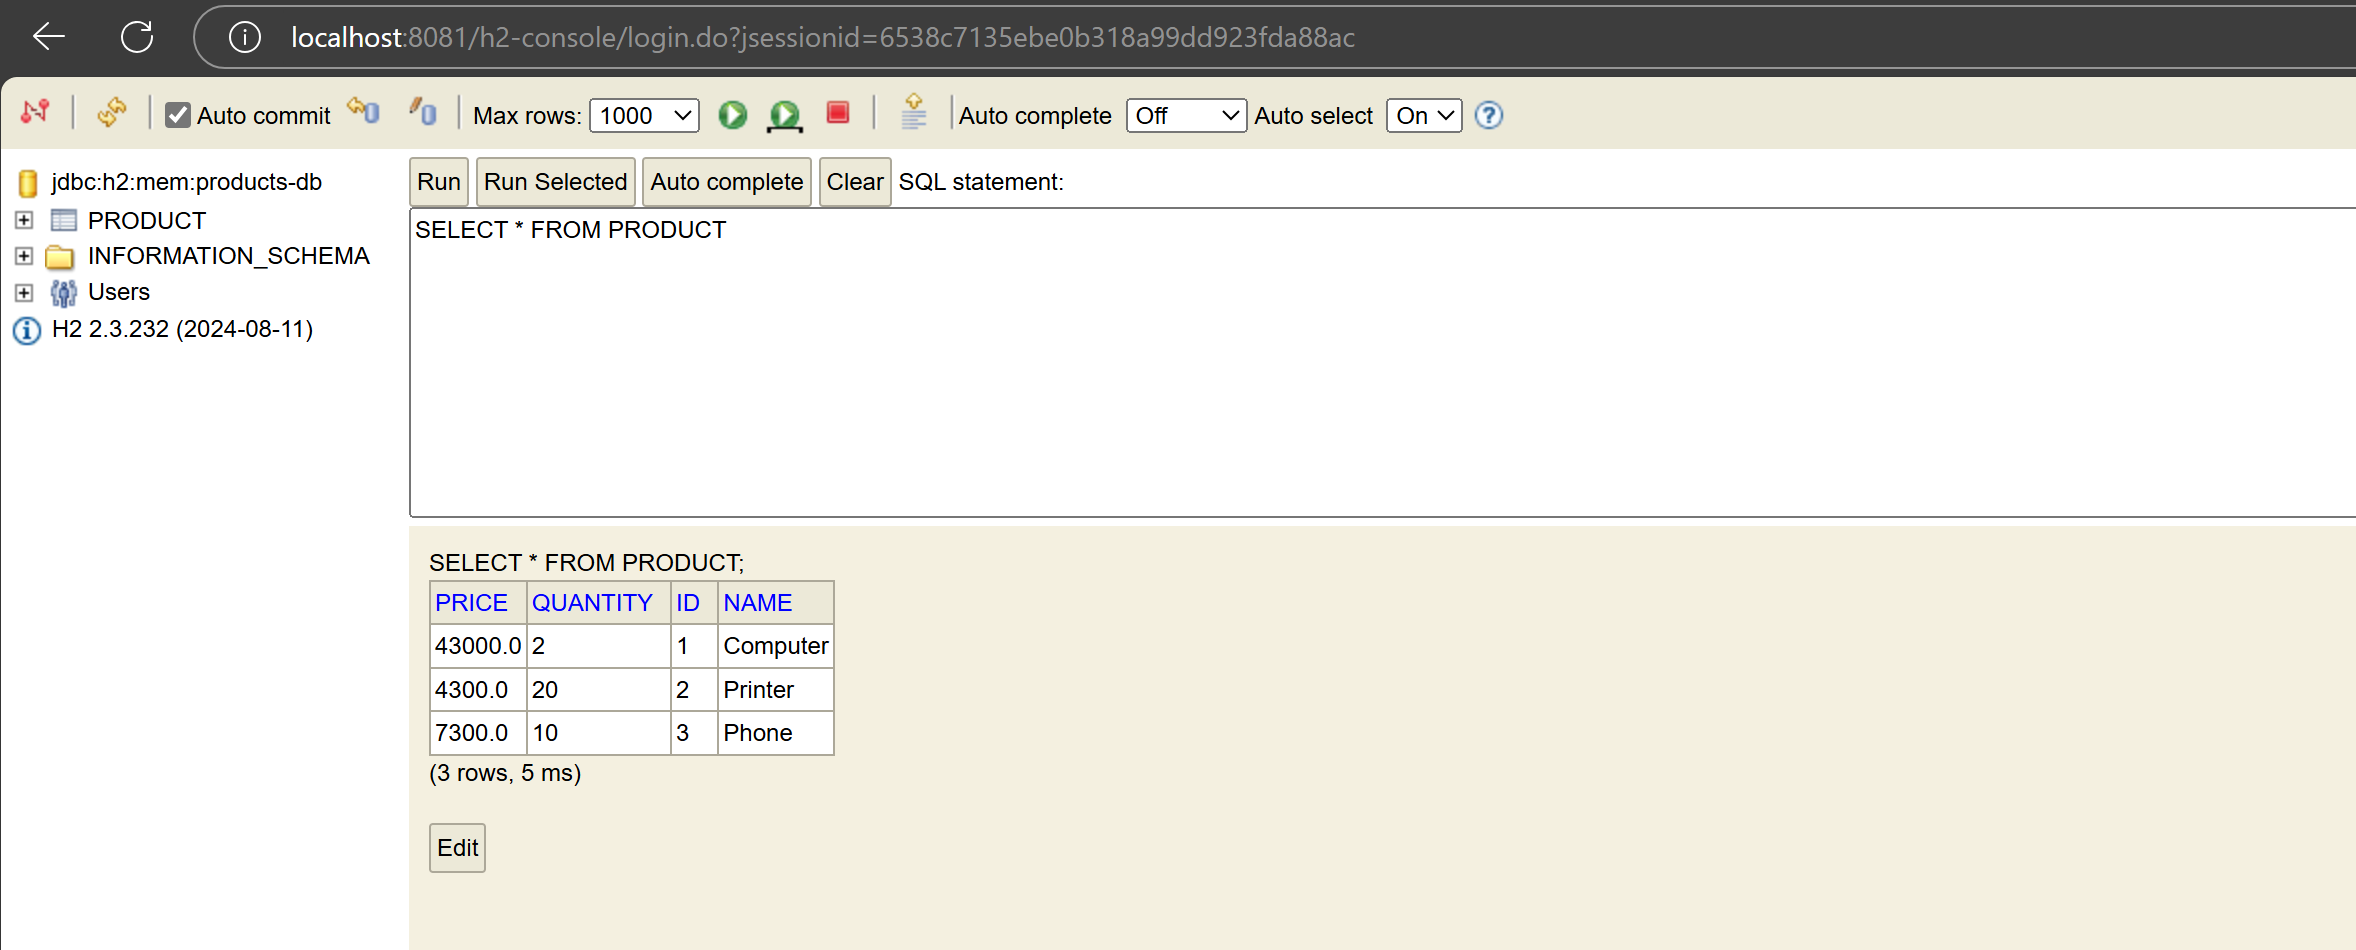 localhost:8081/h2-console/login.do?jsessionid=6538c7135ebe0b318a99dd923fda88ac
Auto commit Max rows: 1000 Auto complete Off Auto select On
jdbc:h2:mem:products-db
PRODUCT
INFORMATION_SCHEMA
Users
H2 2.3.232 (2024-08-11)
Run Run Selected Auto complete Clear SQL statement:
SELECT * FROM PRODUCT
SELECT * FROM PRODUCT;
PRICE QUANTITY ID NAME
43000.0 2 1 Computer
4300.0 20 2 Printer
7300.0 10 3 Phone
(3 rows, 5 ms)
Edit